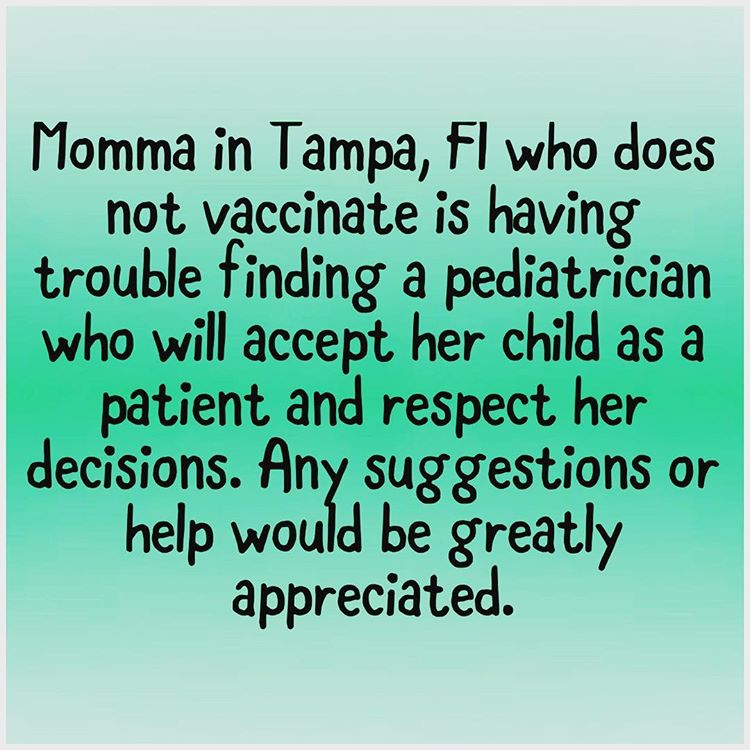 Momma in Tampa, Fl who does
not vaccinate is having
trouble finding a pediatrician
who will accept her child as a
patient and respect her
decisions. Any suggestions or
help would be greatly
appreciated.